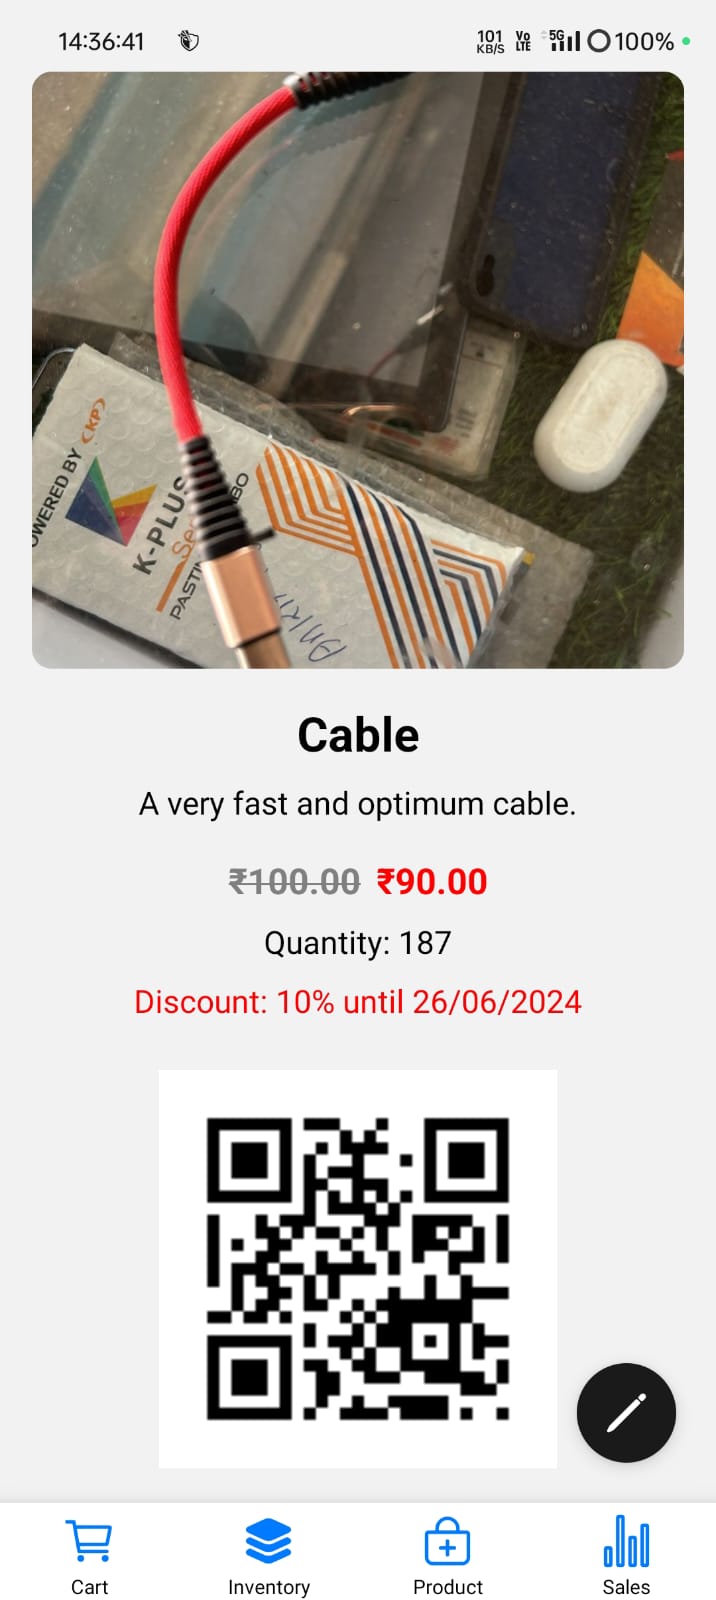 14:36:41
101 KB/S Vo LTE 5G 100%
POWERED BY (KP)
K-PLUS
PASTI
Cable
A very fast and optimum cable.
₹100.00 ₹90.00
Quantity: 187
Discount: 10% until 26/06/2024
Cart
Inventory
Product
Sales